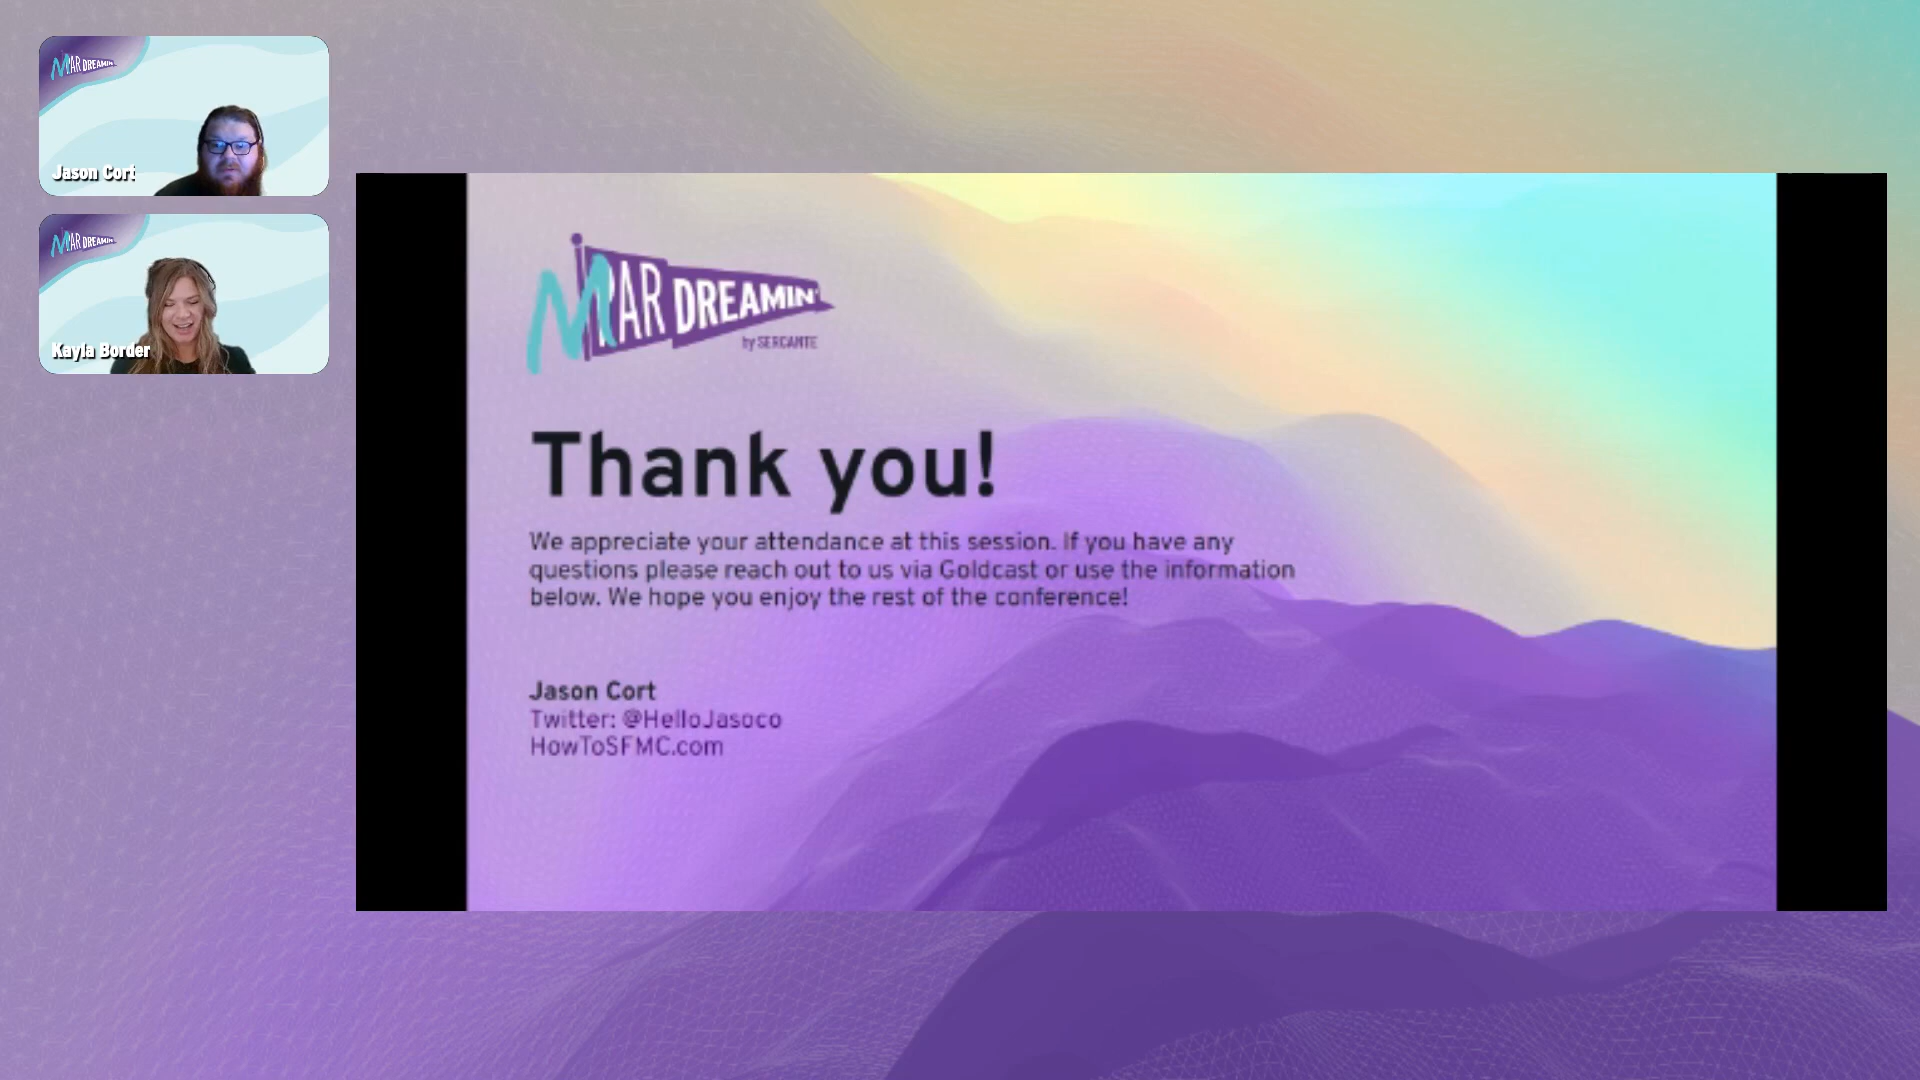 MAR DREAMIN'
Jason Cort
MAR DREAMIN'
Kayla Border
MAR DREAMIN'
by SERCANTE
Thank you!
We appreciate your attendance at this session. If you have any
questions please reach out to us via Goldcast or use the information
below. We hope you enjoy the rest of the conference!
Jason Cort
Twitter: @HelloJasoco
HowToSFMC.com